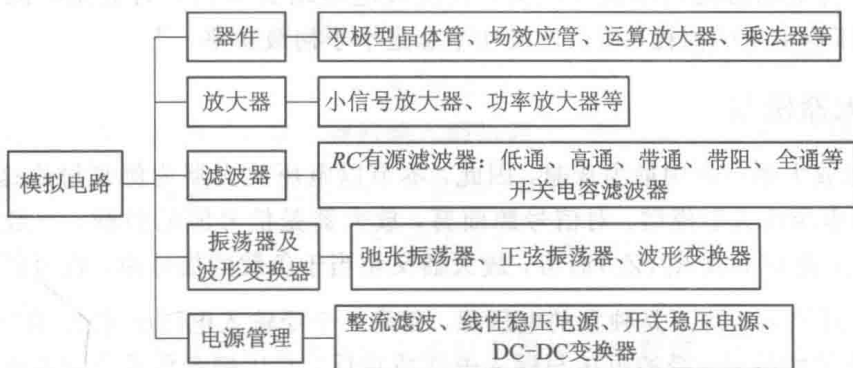 器件
双极型晶体管、场效应管、运算放大器、乘法器等
放大器
小信号放大器、功率放大器等
模拟电路
滤波器
RC有源滤波器：低通、高通、带通、带阻、全通等
开关电容滤波器
振荡器及
波形变换器
弛张振荡器、正弦振荡器、波形变换器
电源管理
整流滤波、线性稳压电源、开关稳压电源、
DC-DC变换器